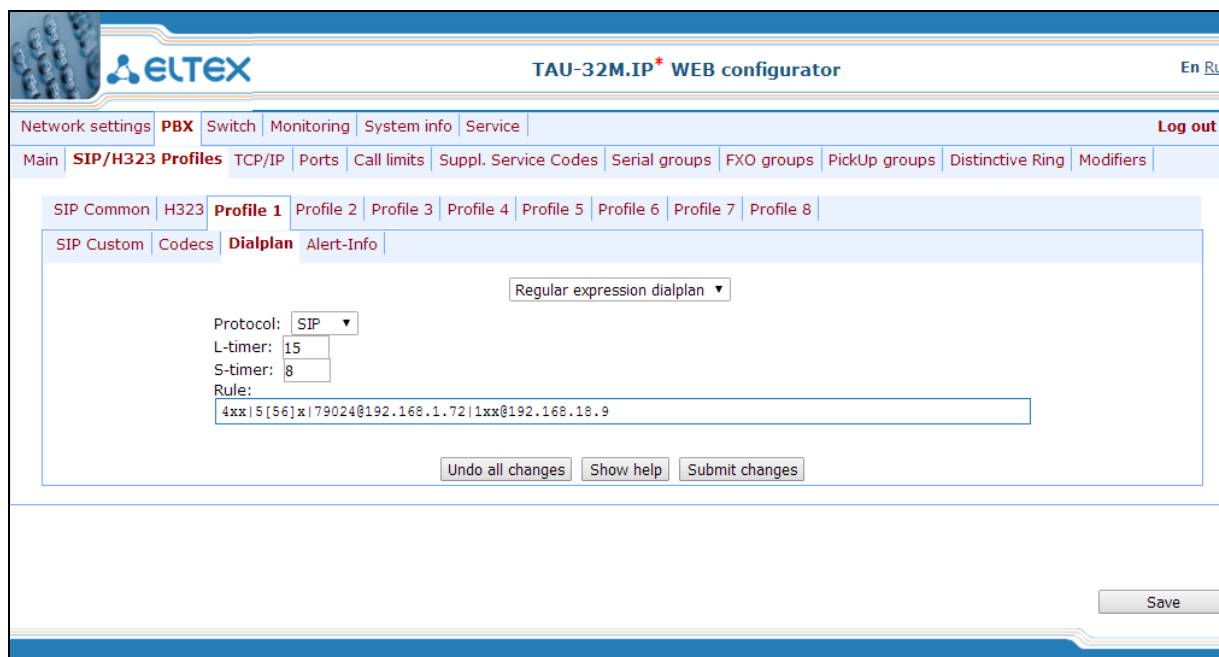 ELTEX
TAU-32M.IP* WEB configurator
En Ru
Network settings PBX Switch Monitoring System info Service
Log out
Main SIP/H323 Profiles TCP/IP Ports Call limits Suppl. Service Codes Serial groups FXO groups PickUp groups Distinctive Ring Modifiers
SIP Common H323 Profile 1 Profile 2 Profile 3 Profile 4 Profile 5 Profile 6 Profile 7 Profile 8
SIP Custom Codecs Dialplan Alert-Info
Regular expression dialplan
Protocol: SIP
L-timer: 15
S-timer: 8
Rule:
4xx|5[56]x|79024@192.168.1.72|1xx@192.168.18.9
Undo all changes Show help Submit changes
Save